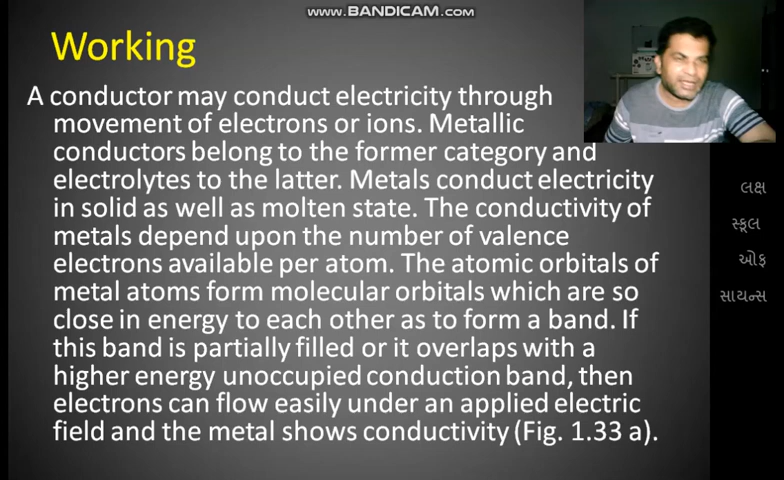 www.BANDICAM.com
Working
A conductor may conduct electricity through
movement of electrons or ions. Metallic
conductors belong to the former category and
electrolytes to the latter. Metals conduct electricity
in solid as well as molten state. The conductivity of
metals depend upon the number of valence
electrons available per atom. The atomic orbitals of
metal atoms form molecular orbitals which are so
close in energy to each other as to form a band. If
this band is partially filled or it overlaps with a
higher energy unoccupied conduction band, then
electrons can flow easily under an applied electric
field and the metal shows conductivity (Fig. 1.33 a).
લક્ષ
સ્કૂલ
ઓફ
સાયન્સ